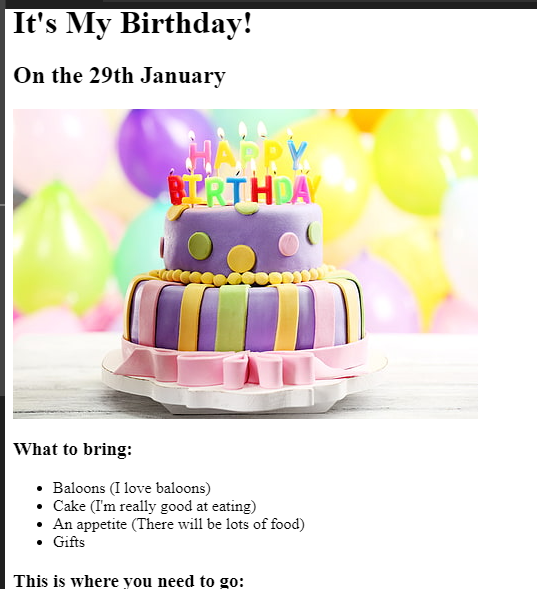 It's My Birthday!
On the 29th January
HAPPY
BIRTHDAY
What to bring:
Baloons (I love baloons)
Cake (I'm really good at eating)
An appetite (There will be lots of food)
Gifts
This is where you need to go: